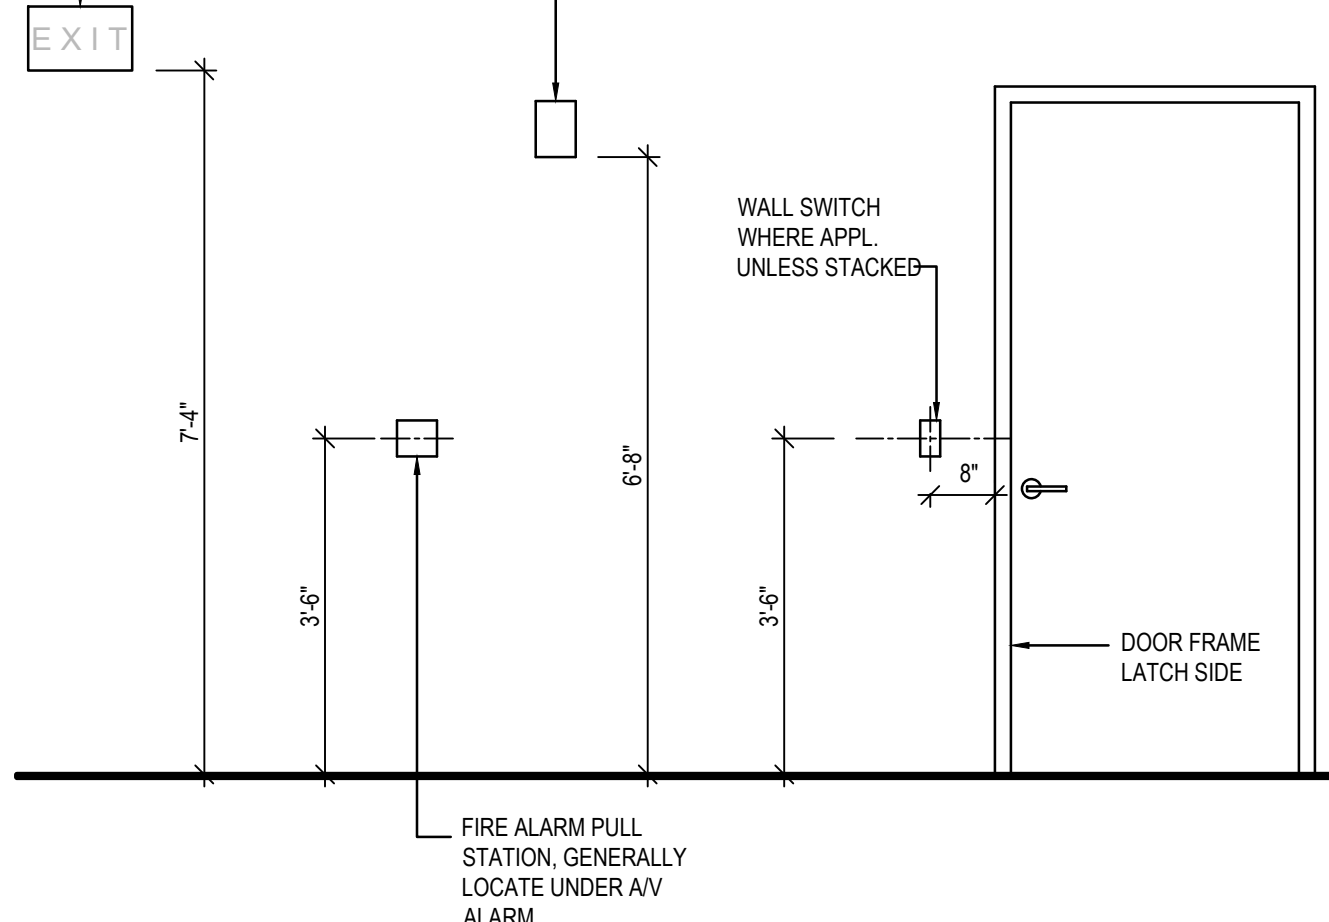 EXIT
WALL SWITCH
WHERE APPL.
UNLESS STACKED
7'-4"
6'-8"
8"
3'-6"
3'-6"
DOOR FRAME
LATCH SIDE
FIRE ALARM PULL
STATION, GENERALLY
LOCATE UNDER A/V
ALARM